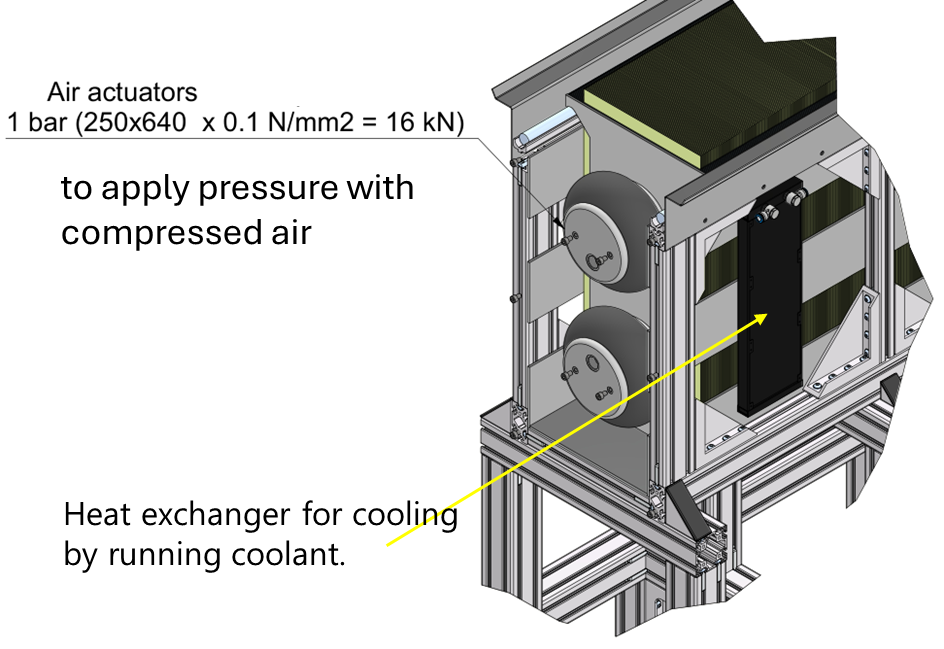 Air actuators
1 bar (250x640 x 0.1 N/mm2 = 16 kN)
to apply pressure with
compressed air
Heat exchanger for cooling
by running coolant.